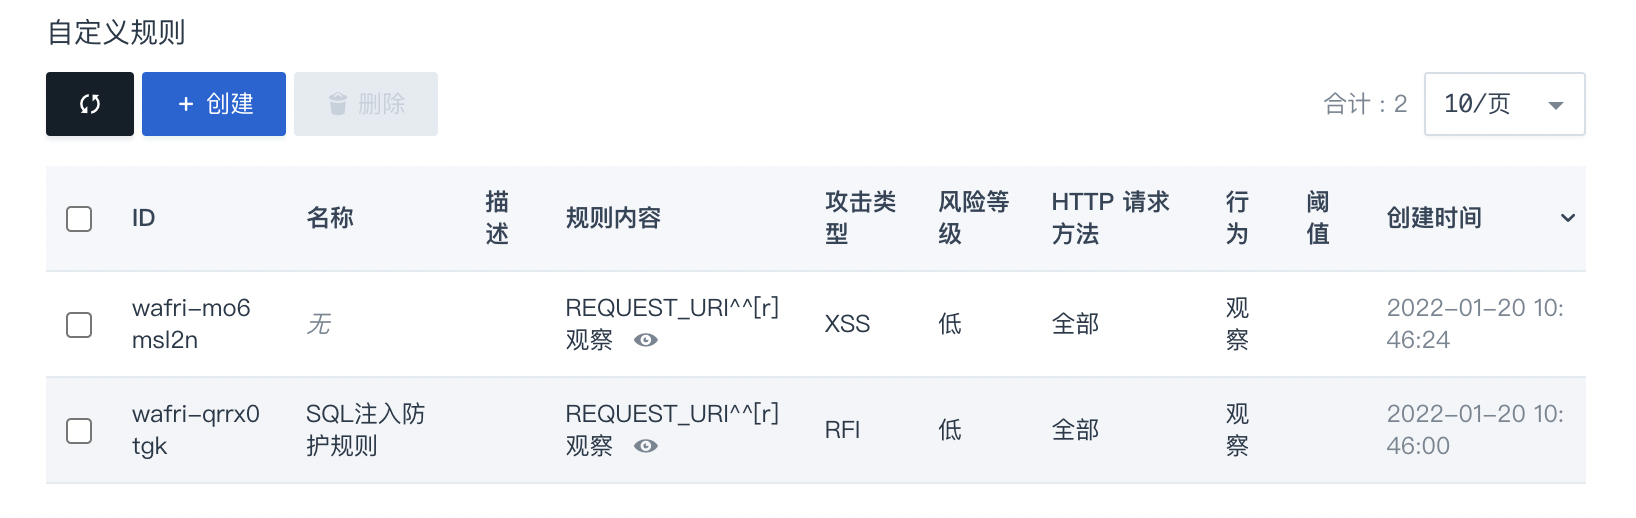 自定义规则
+ 创建
删除
合计：2
10/页
ID
名称
描
述
规则内容
攻击类
型
风险等
级
HTTP 请求
方法
行
为
阈
值
创建时间
wafri-mo6
msl2n
无
REQUEST_URI^^[r]
观察
XSS
低
全部
观
察
2022-01-20 10:
46:24
wafri-qrrx0
tgk
SQL注入防
护规则
REQUEST_URI^^[r]
观察
RFI
低
全部
观
察
2022-01-20 10:
46:00